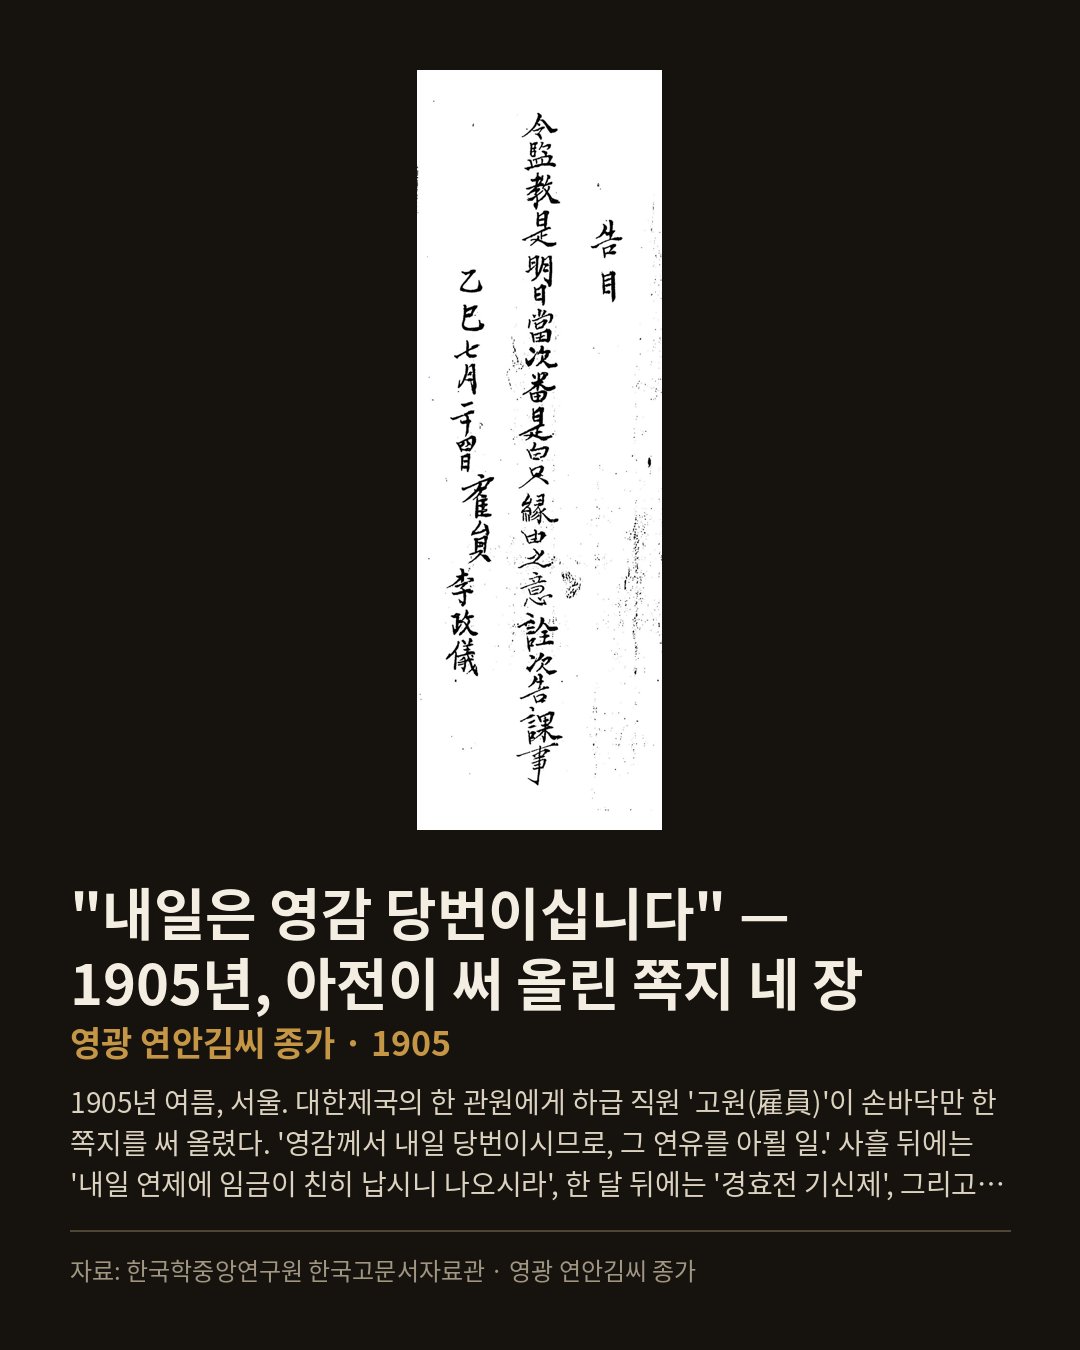 告目
令監敎是明日當次番是白只緣由之意詮次告課事
乙巳七月二十四日雇員李政儀
"내일은 영감 당번이십니다" —
1905년, 아전이 써 올린 쪽지 네 장
영광 연안김씨 종가 · 1905
1905년 여름, 서울. 대한제국의 한 관원에게 하급 직원 '고원(雇員)'이 손바닥만 한
쪽지를 써 올렸다. '영감께서 내일 당번이시므로, 그 연유를 아뢸 일.' 사흘 뒤에는
'내일 연제에 임금이 친히 납시니 나오시라', 한 달 뒤에는 '경효전 기신제', 그리고…
자료: 한국학중앙연구원 한국고문서자료관 · 영광 연안김씨 종가